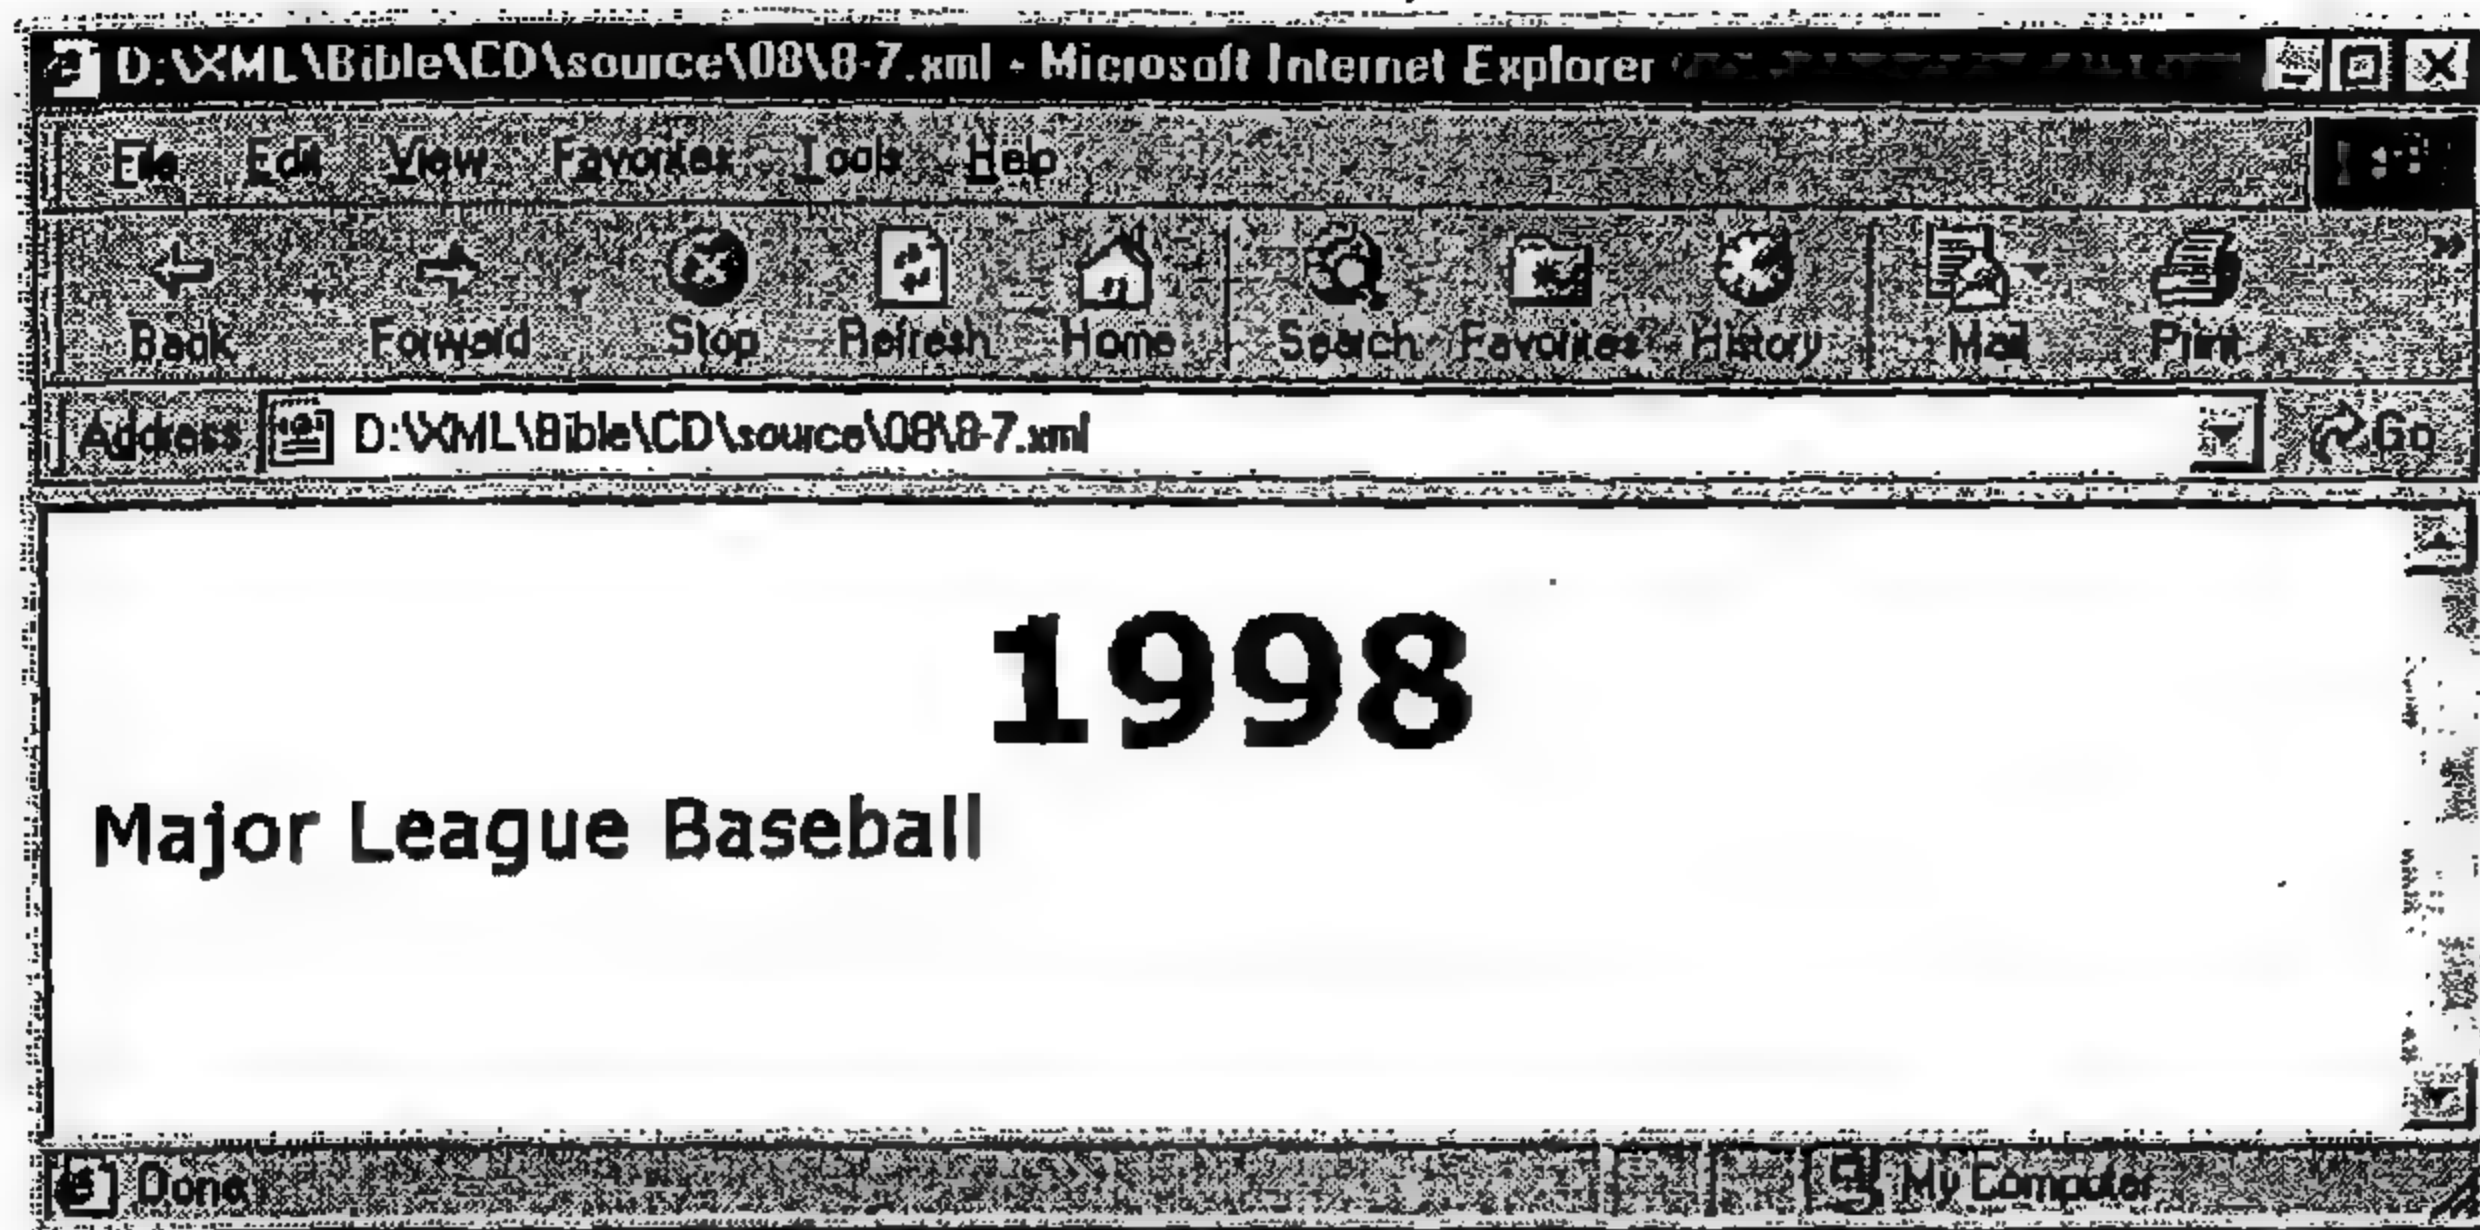 D:\XML\Bible\CD\source\08\8-7.xml - Microsoft Internet Explorer
File Edit View Favorites Tools Help
Back Forward Stop Refresh Home Search Favorites History Mail Print
Address D:\XML\Bible\CD\source\08\8-7.xml Go
1998
Major League Baseball
Done My Computer